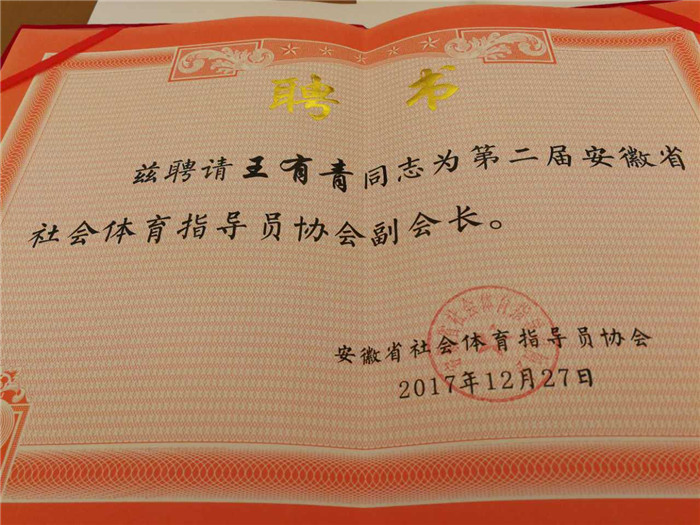 聘书
兹聘请王有青同志为第二届安徽省
社会体育指导员协会副会长。
安徽省社会体育指导员协会
2017年12月27日